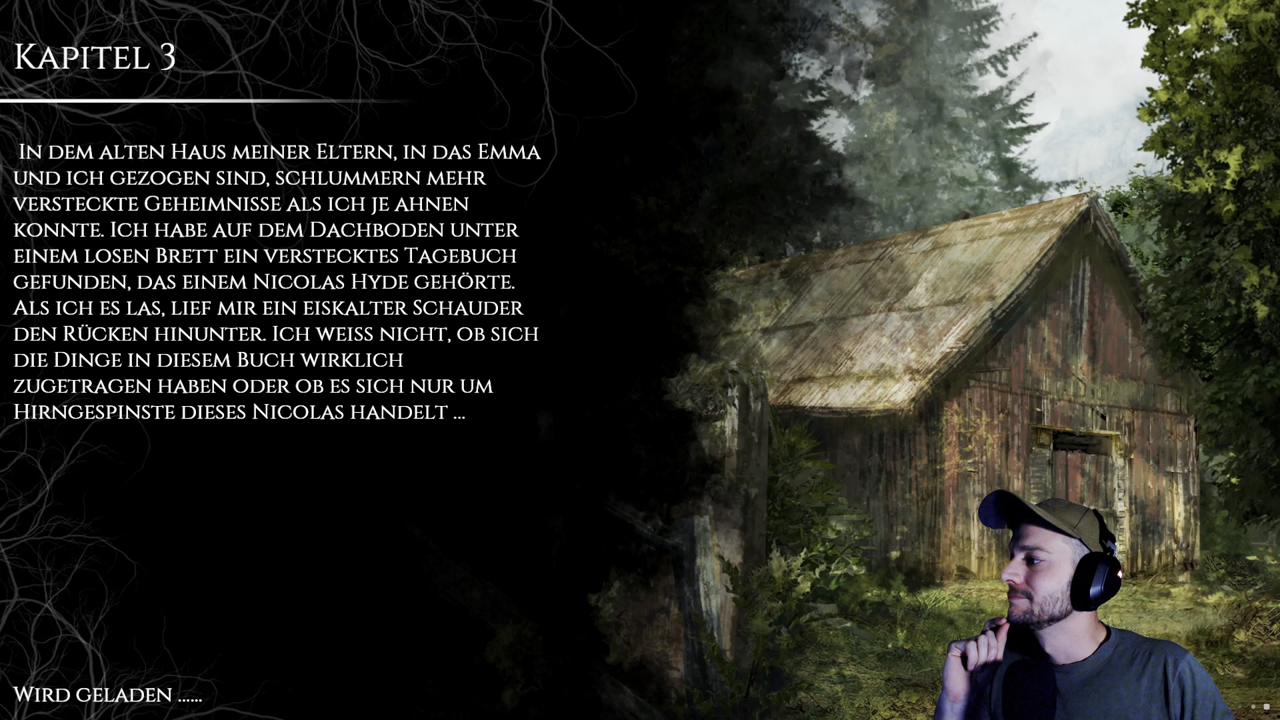 Kapitel 3
In dem alten Haus meiner Eltern, in das Emma
und ich gezogen sind, schlummern mehr
versteckte Geheimnisse als ich je ahnen
konnte. Ich habe auf dem Dachboden unter
einem losen Brett ein verstecktes Tagebuch
gefunden, das einem Nicolas Hyde gehörte.
Als ich es las, lief mir ein eiskalter Schauder
den Rücken hinunter. Ich weiss nicht, ob sich
die Dinge in diesem Buch wirklich
zugetragen haben oder ob es sich nur um
Hirngespinste dieses Nicolas handelt ...
Wird geladen ......